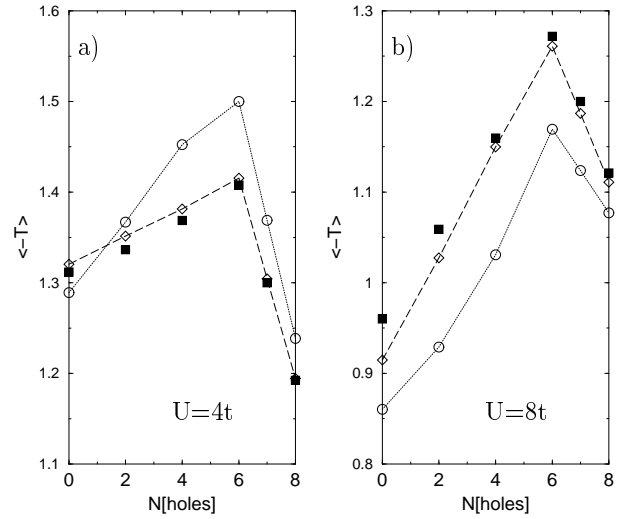 1.6
a)
1.5
1.4
<−T>
1.3
1.2
U=4t
1.1
0 2 4 6 8
N[holes]
1.3
b)
1.2
1.1
<−T>
1
0.9
U=8t
0.8
0 2 4 6 8
N[holes]